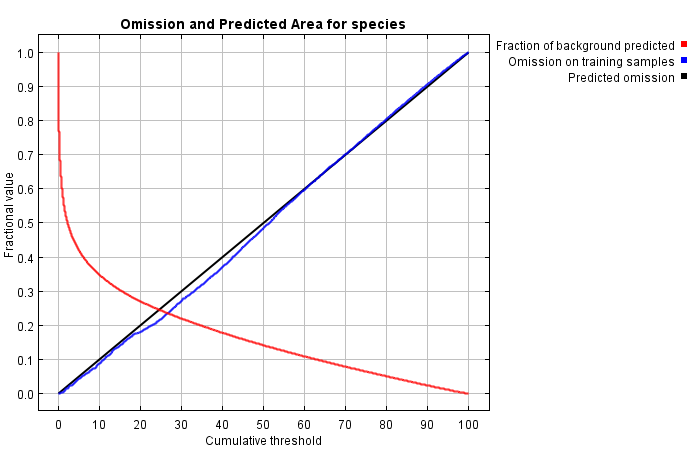 Omission and Predicted Area for species
Fraction of background predicted
Omission on training samples
Predicted omission
1.0
0.9
0.8
0.7
0.6
0.5
0.4
0.3
0.2
0.1
0.0
Fractional value
0 10 20 30 40 50 60 70 80 90 100
Cumulative threshold